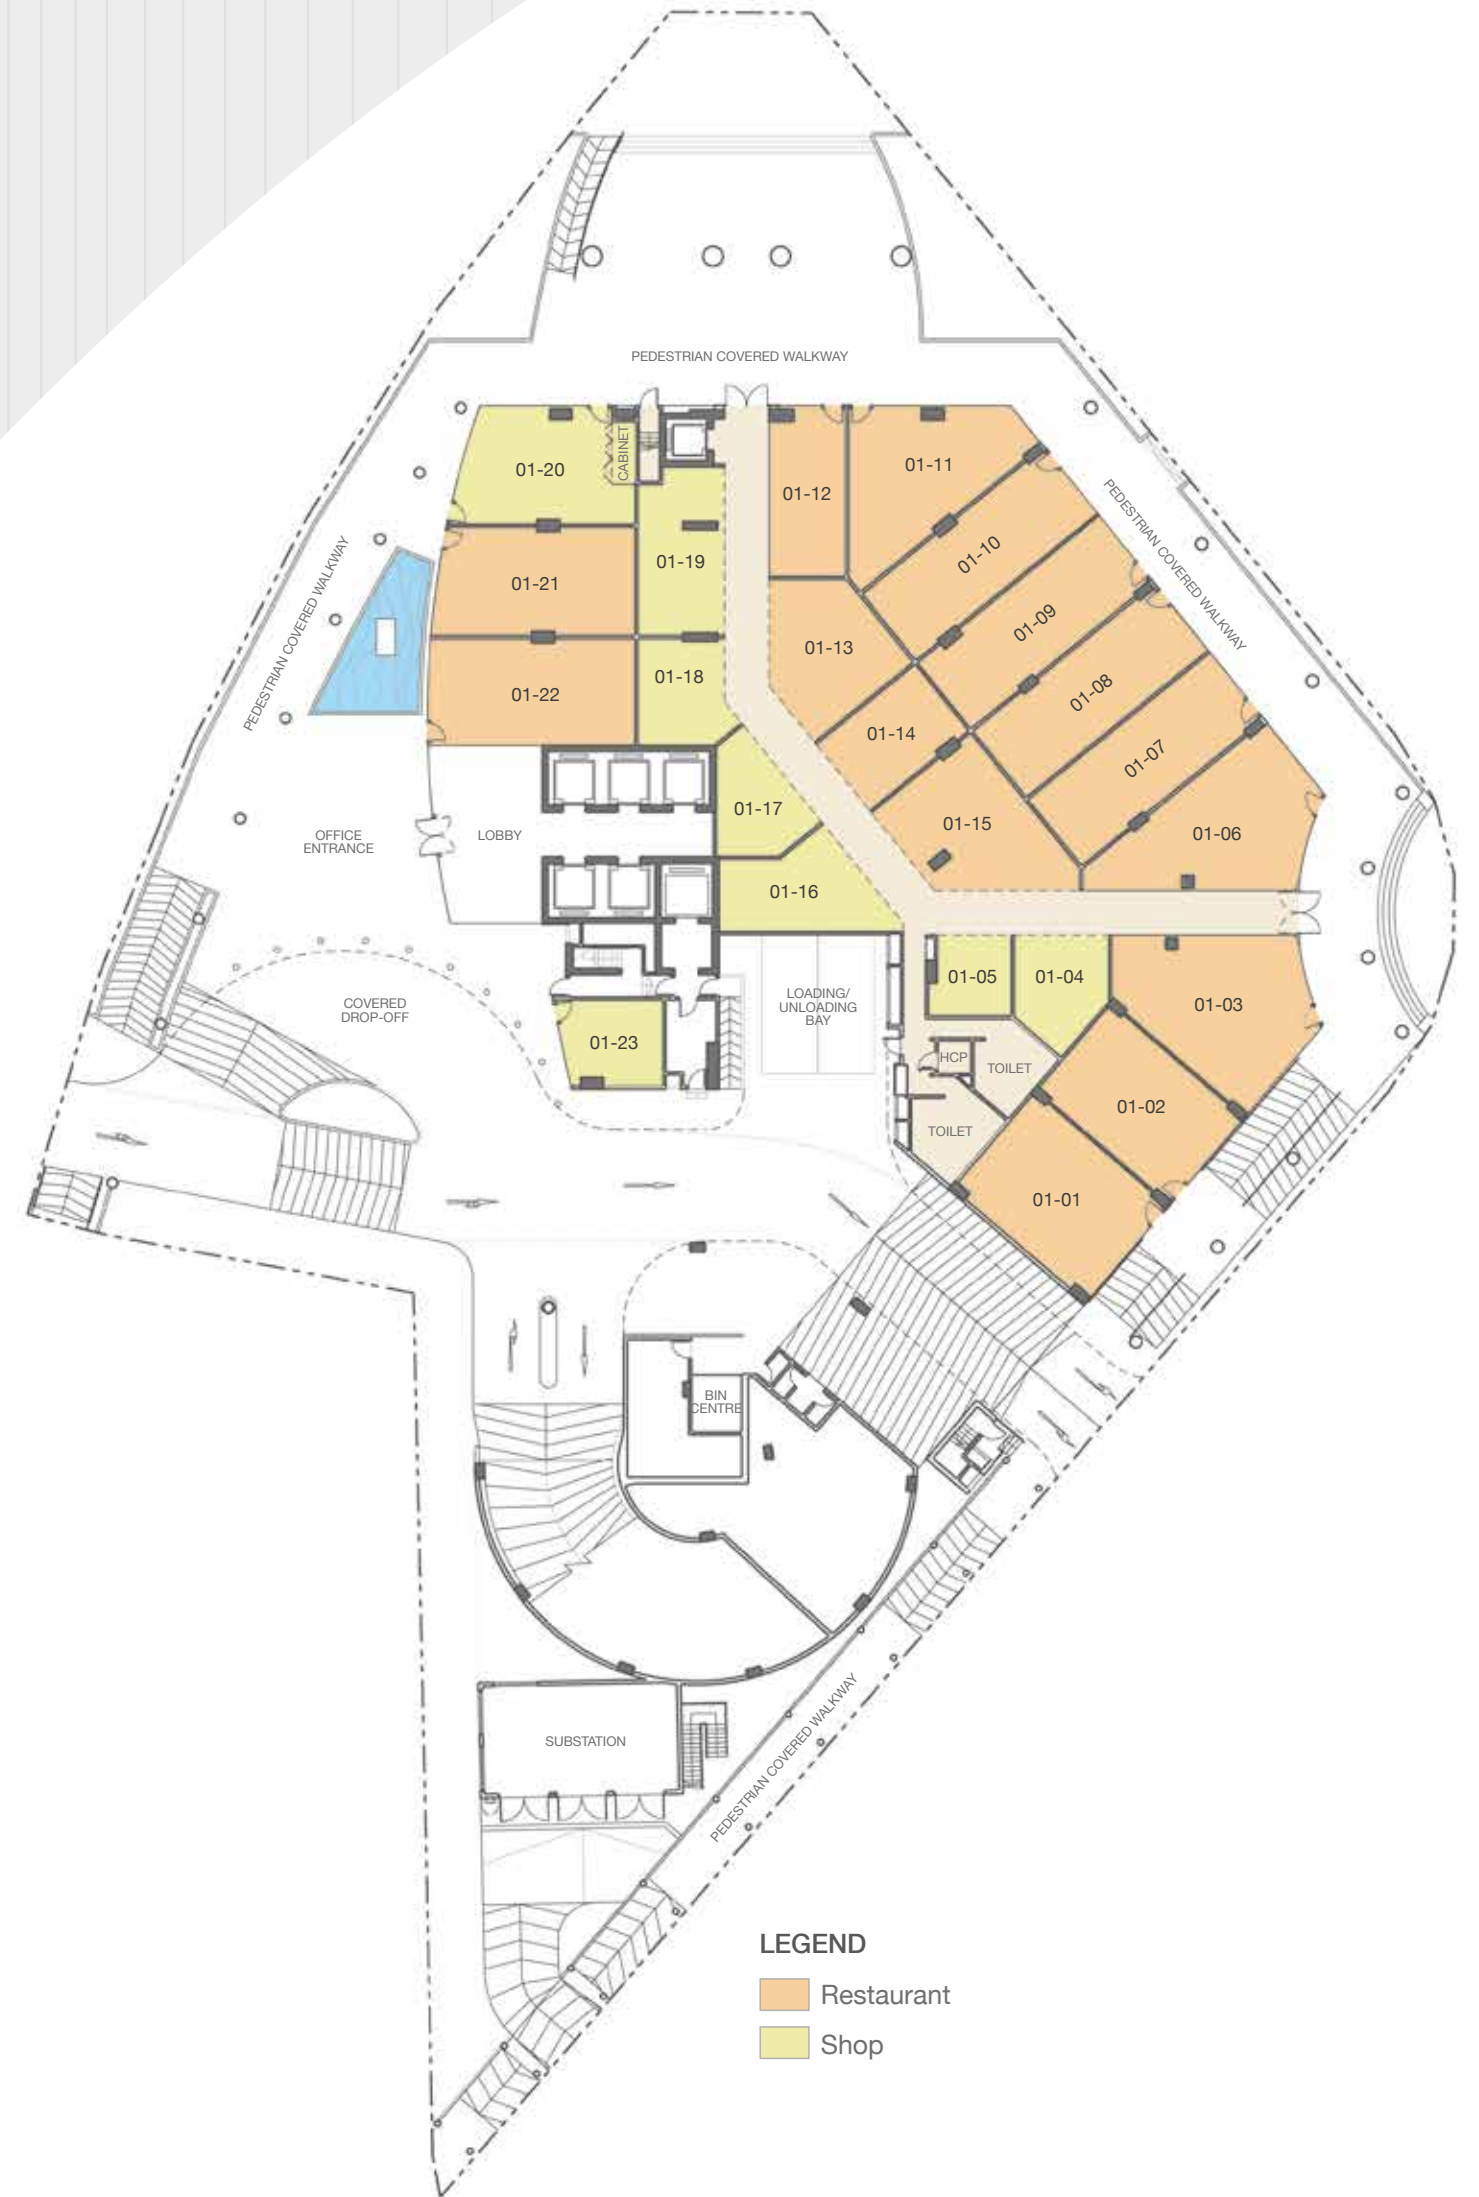 PEDESTRIAN COVERED WALKWAY
01-20
CABINET
01-12
01-11
01-10
PEDESTRIAN COVERED WALKWAY
01-19
01-21
PEDESTRIAN COVERED WALKWAY
01-09
01-13
01-18
01-22
01-08
01-14
01-07
01-17
01-15
01-06
OFFICE
ENTRANCE
LOBBY
01-16
01-05
01-04
01-03
COVERED
DROP-OFF
LOADING/
UNLOADING
BAY
01-23
HCP
TOILET
01-02
TOILET
01-01
BIN
CENTRE
SUBSTATION
PEDESTRIAN COVERED WALKWAY
LEGEND
Restaurant
Shop